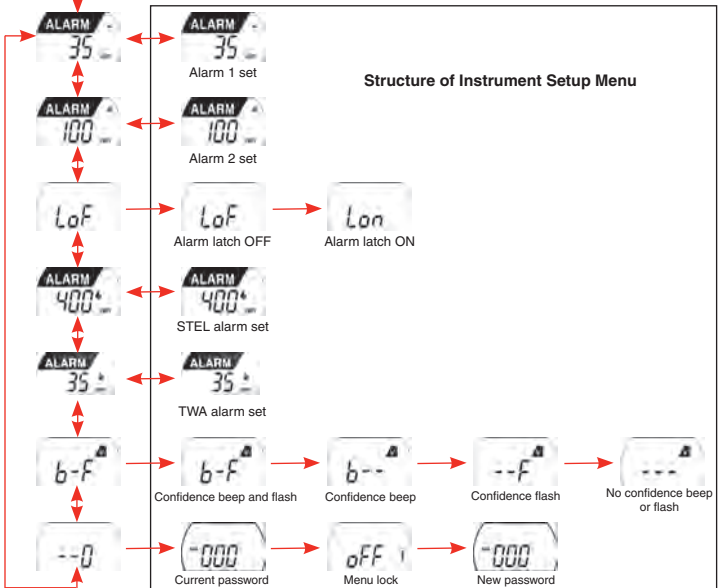 ALARM ALARM
35 35
Alarm 1 set
Structure of Instrument Setup Menu
ALARM ALARM
100 100
Alarm 2 set
LoF LoF Lon
Alarm latch OFF Alarm latch ON
ALARM ALARM
400 400
STEL alarm set
ALARM ALARM
35 35
TWA alarm set
b-F b-F b-- --F ---
Confidence beep and flash Confidence beep Confidence flash No confidence beep
or flash
--0 -000 oFF -000
Current password Menu lock New password